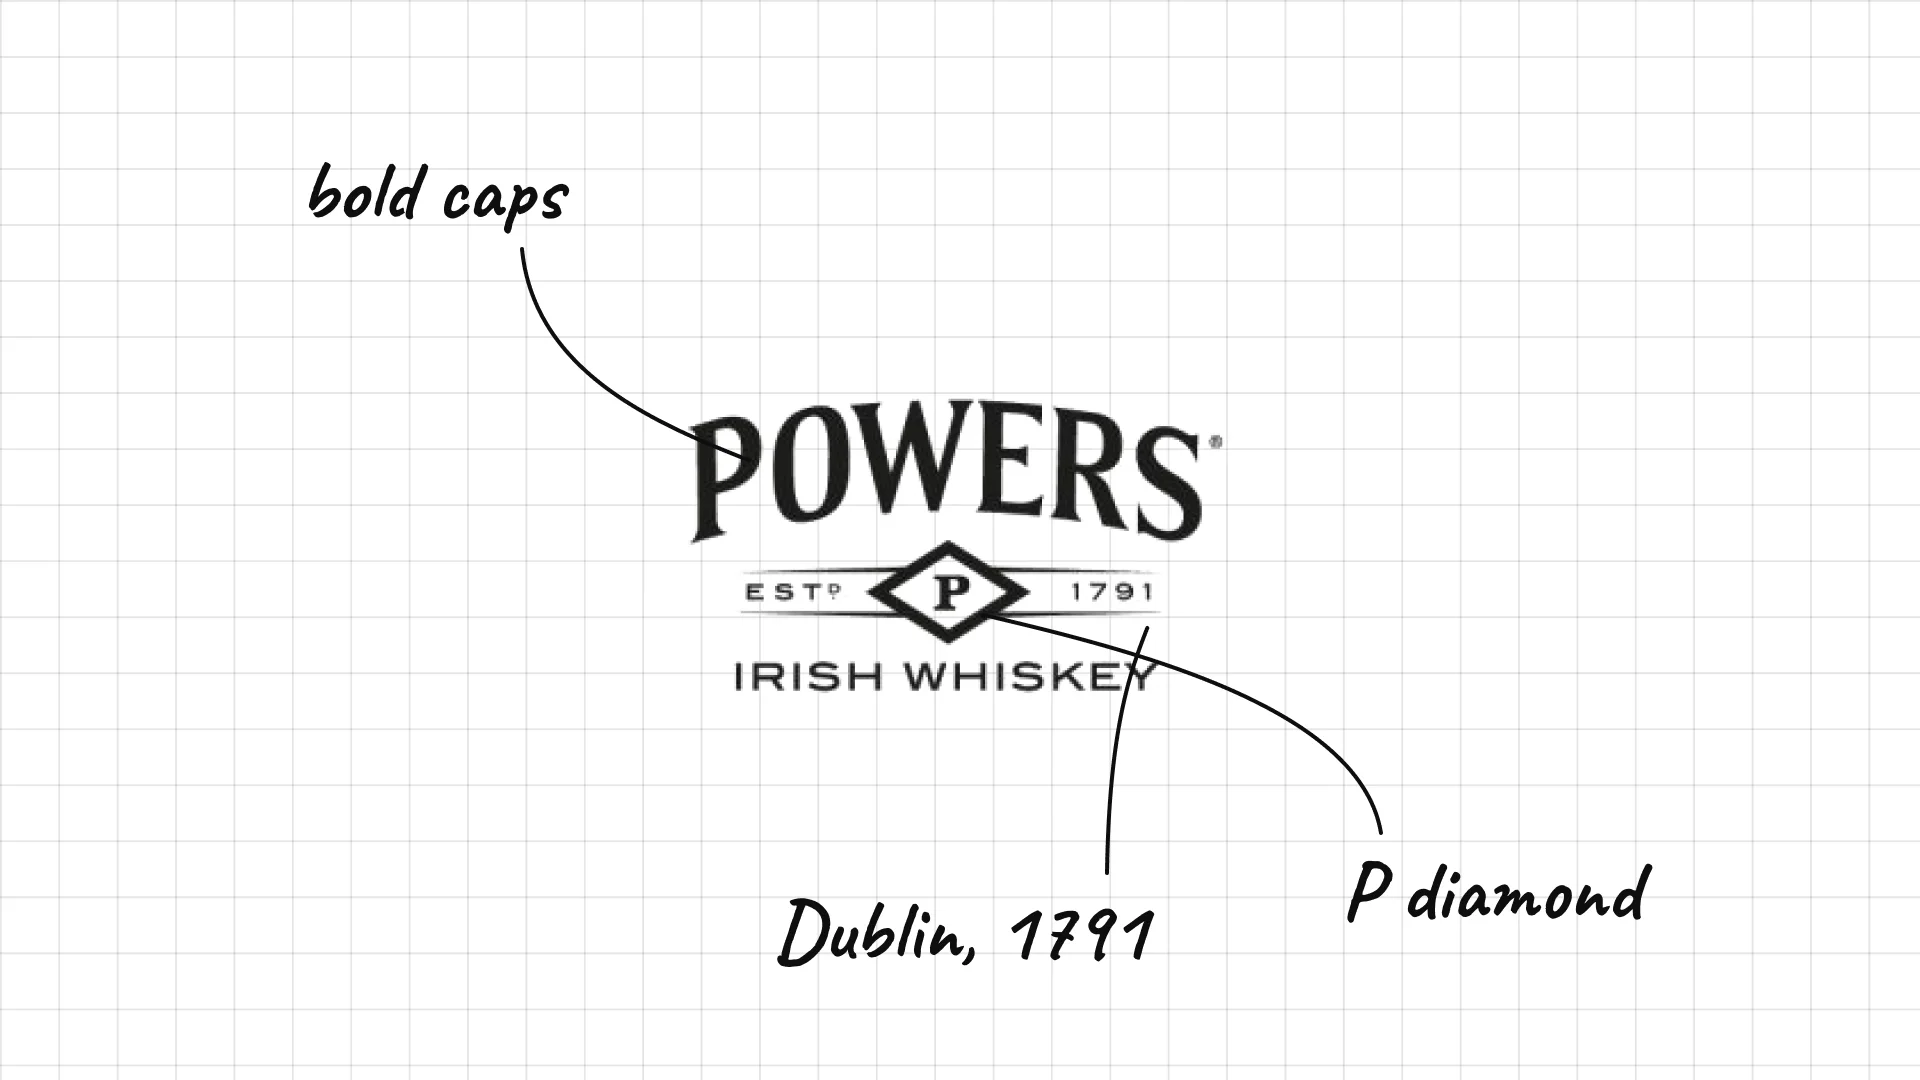 bold caps
POWERS®
ESTD P 1791
IRISH WHISKEY
Dublin, 1791
P diamond